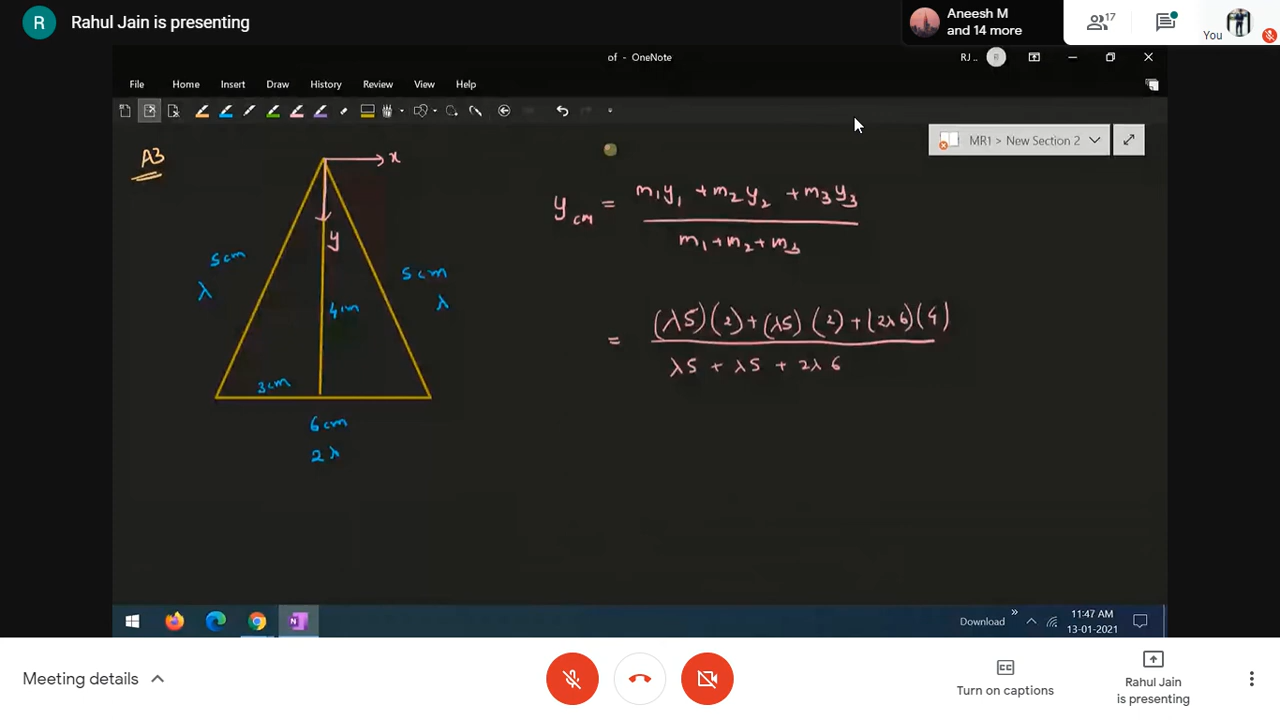 R Rahul Jain is presenting
Aneesh M
and 14 more
17
You
of - OneNote
RJ ..
File Home Insert Draw History Review View Help
MR1 > New Section 2
A3
x
y
5cm
λ
5cm
λ
4cm
3cm
6cm
2λ
y cm = m1y1 + m2y2 + m3y3
m1 + m2 + m3
= (λ5)(2) + (λ5)(2) + (2λ6)(4)
λ5 + λ5 + 2λ6
Download »
11:47 AM
13-01-2021
Meeting details
CC
Turn on captions
Rahul Jain
is presenting